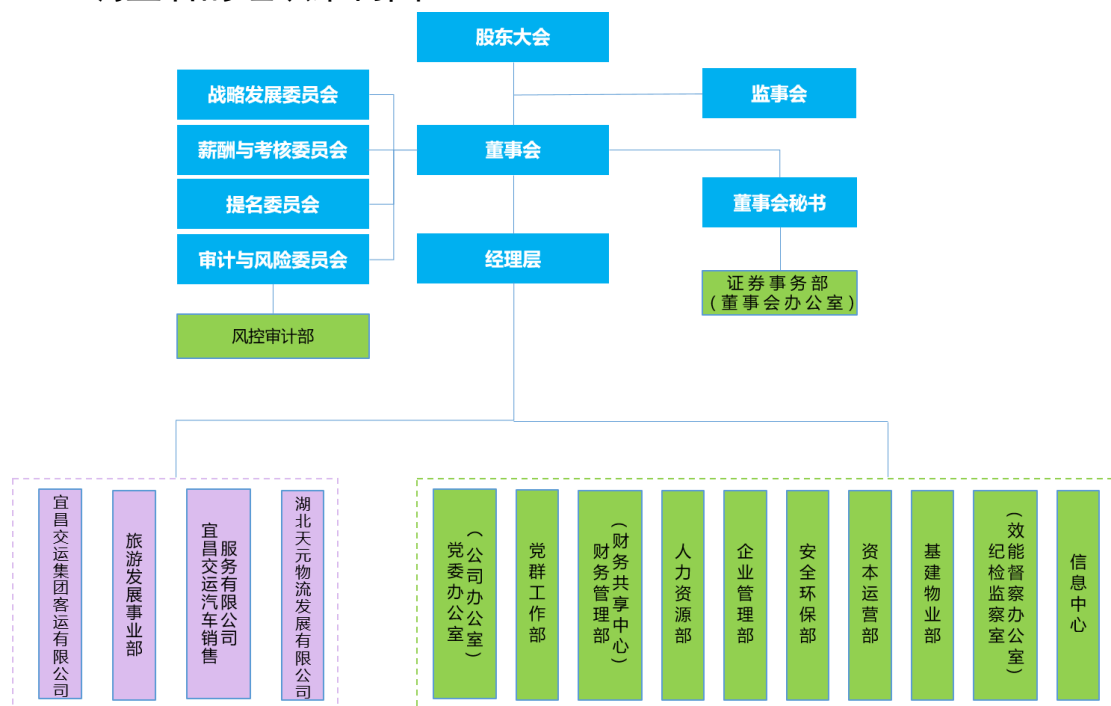 股东大会
战略发展委员会
监事会
薪酬与考核委员会
董事会
提名委员会
董事会秘书
审计与风险委员会
经理层
证券事务部
(董事会办公室)
风控审计部
宜昌交运集团客运有限公司
旅游发展事业部
宜昌交运汽车销售
服务有限公司
湖北天元物流发展有限公司
党委办公室
(公司办公室)
党群工作部
财务管理部
(财务共享中心)
人力资源部
企业管理部
安全环保部
资本运营部
基建物业部
纪检监察室
(效能督察办公室)
信息中心